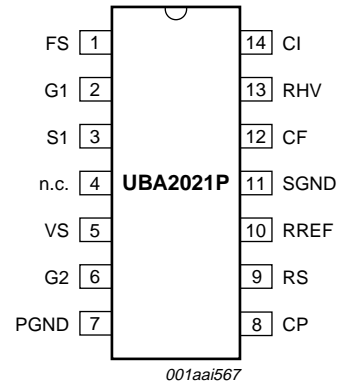 FS 1 14 CI
G1 2 13 RHV
S1 3 12 CF
n.c. 4 UBA2021P 11 SGND
VS 5 10 RREF
G2 6 9 RS
PGND 7 8 CP
001aai567